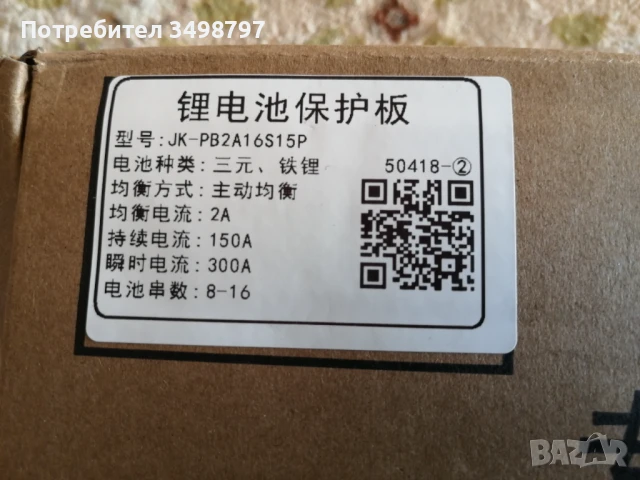 Потребител 3498797
锂电池保护板
型号:JK-PB2A16S15P
电池种类:三元、铁锂 50418-②
均衡方式:主动均衡
均衡电流:2A
持续电流:150A
瞬时电流:300A
电池串数:8-16
BAZAR